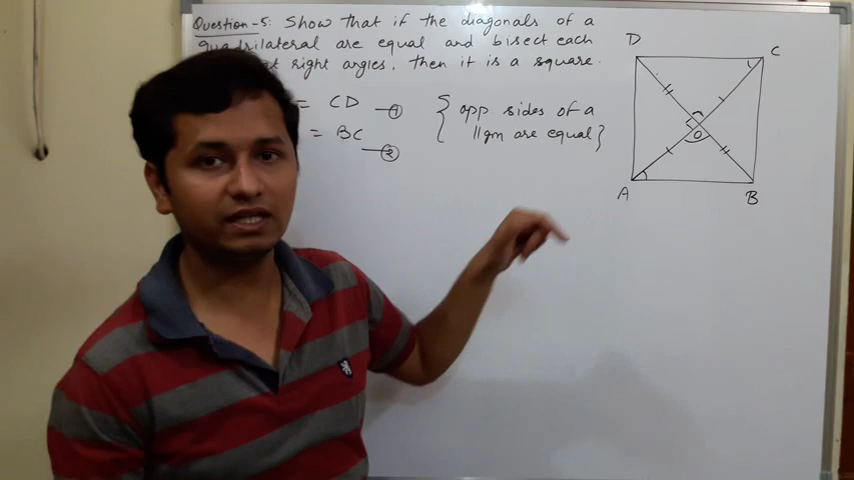 Question-5: Show that if the diagonals of a
quadrilateral are equal and bisect each
right angles, then it is a square.
= CD —①
{ opp. sides of a
= BC
—②
||gm are equal }
D
C
O
A
B